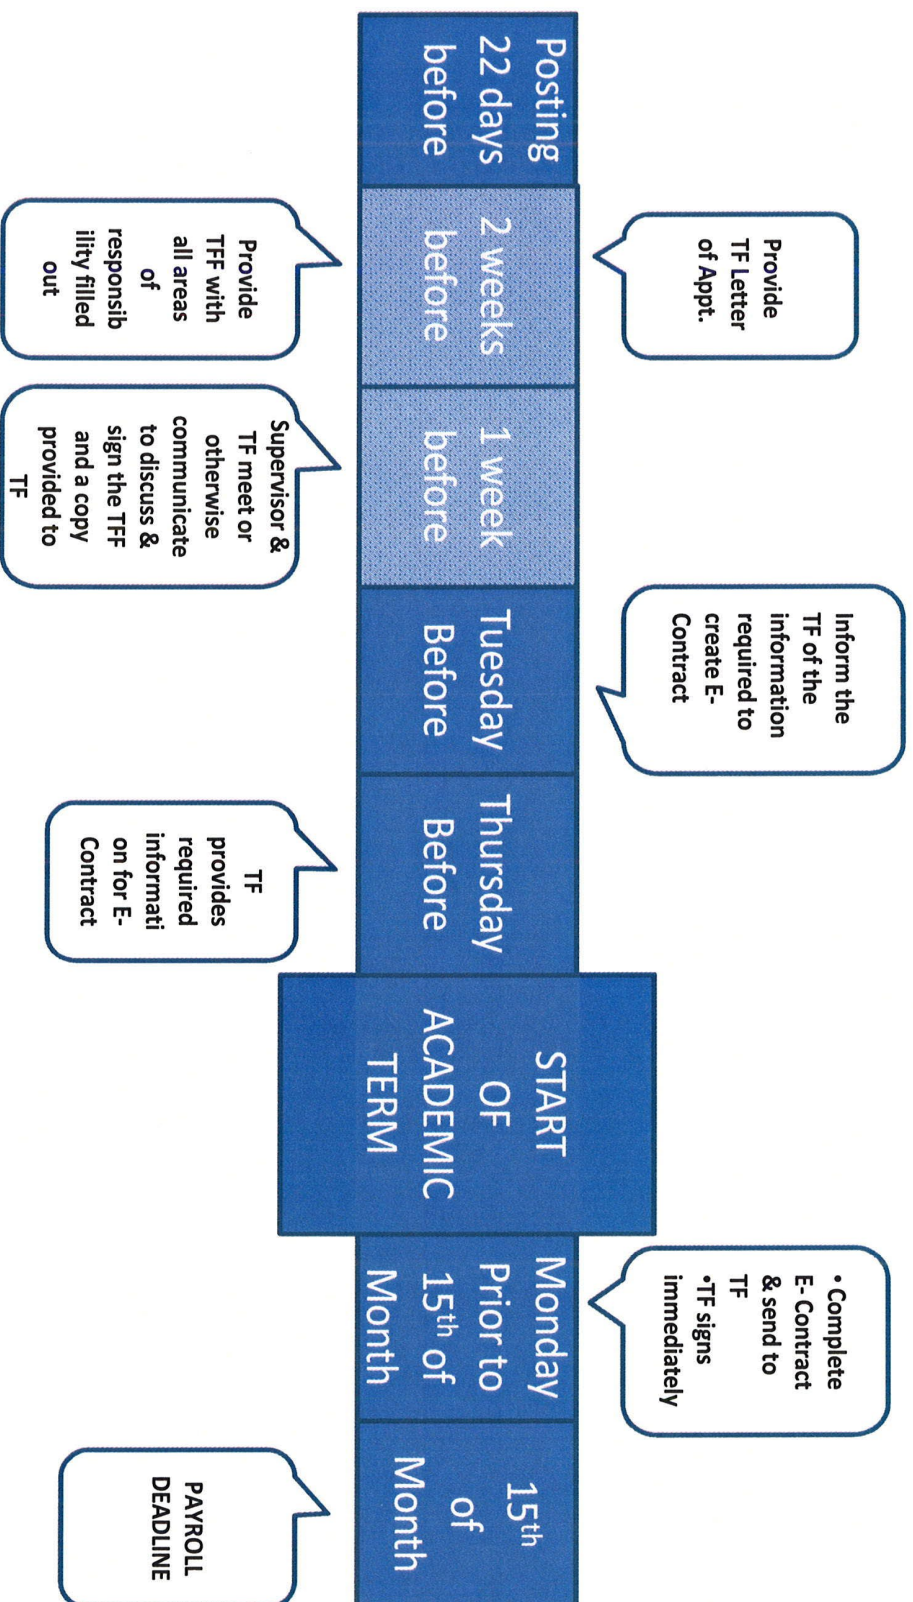 Provide
TF Letter
of Appt.
Inform the
TF of the
information
required to
create E-
Contract
• Complete
E- Contract
& send to
TF
•TF signs
immediately
Posting
22 days
before
2 weeks
before
1 week
before
Tuesday
Before
Thursday
Before
START
OF
ACADEMIC
TERM
Monday
Prior to
15th of
Month
15th
of
Month
Provide
TFF with
all areas
of
responsib
ility filled
out
Supervisor &
TF meet or
otherwise
communicate
to discuss &
sign the TFF
and a copy
provided to
TF
TF
provides
required
informati
on for E-
Contract
PAYROLL
DEADLINE